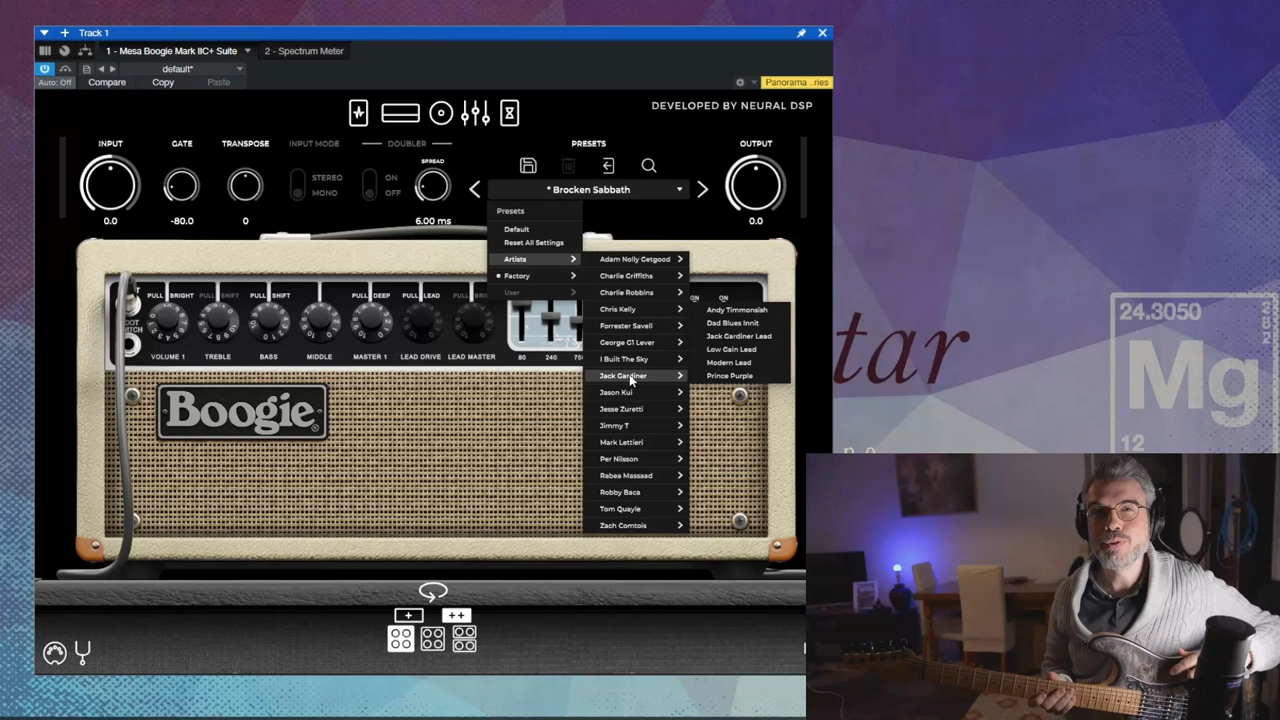 Track 1
1 - Mesa Boogie Mark IIC+ Suite
2 - Spectrum Meter
default*
Auto: Off
Compare
Copy
Paste
Panorama ...ries
DEVELOPED BY NEURAL DSP
INPUT
GATE
TRANSPOSE
INPUT MODE
DOUBLER
PRESETS
OUTPUT
STEREO
MONO
ON
OFF
SPREAD
0.0
-80.0
0
6.00 ms
0.0
* Brocken Sabbath
Presets
Default
Reset All Settings
Artists
Factory
User
Adam Nolly Getgood
Charlie Griffiths
Charlie Robbins
Chris Kelly
Forrester Savell
George G1 Lever
I Built The Sky
Jack Gardiner
Jason Kui
Jesse Zuretti
Jimmy T
Mark Lettieri
Per Nilsson
Rabea Massaad
Robby Baca
Tom Quayle
Zach Comtois
ON
ON
Andy Timmonsish
Dad Blues Innit
Jack Gardiner Lead
Low Gain Lead
Modern Lead
Prince Purple
PULL BRIGHT
PULL SHIFT
PULL SHIFT
PULL DEEP
PULL LEAD
VOLUME 1
TREBLE
BASS
MIDDLE
MASTER 1
LEAD DRIVE
LEAD MASTER
80
240
Boogie
tar
24.3050
Mg
12